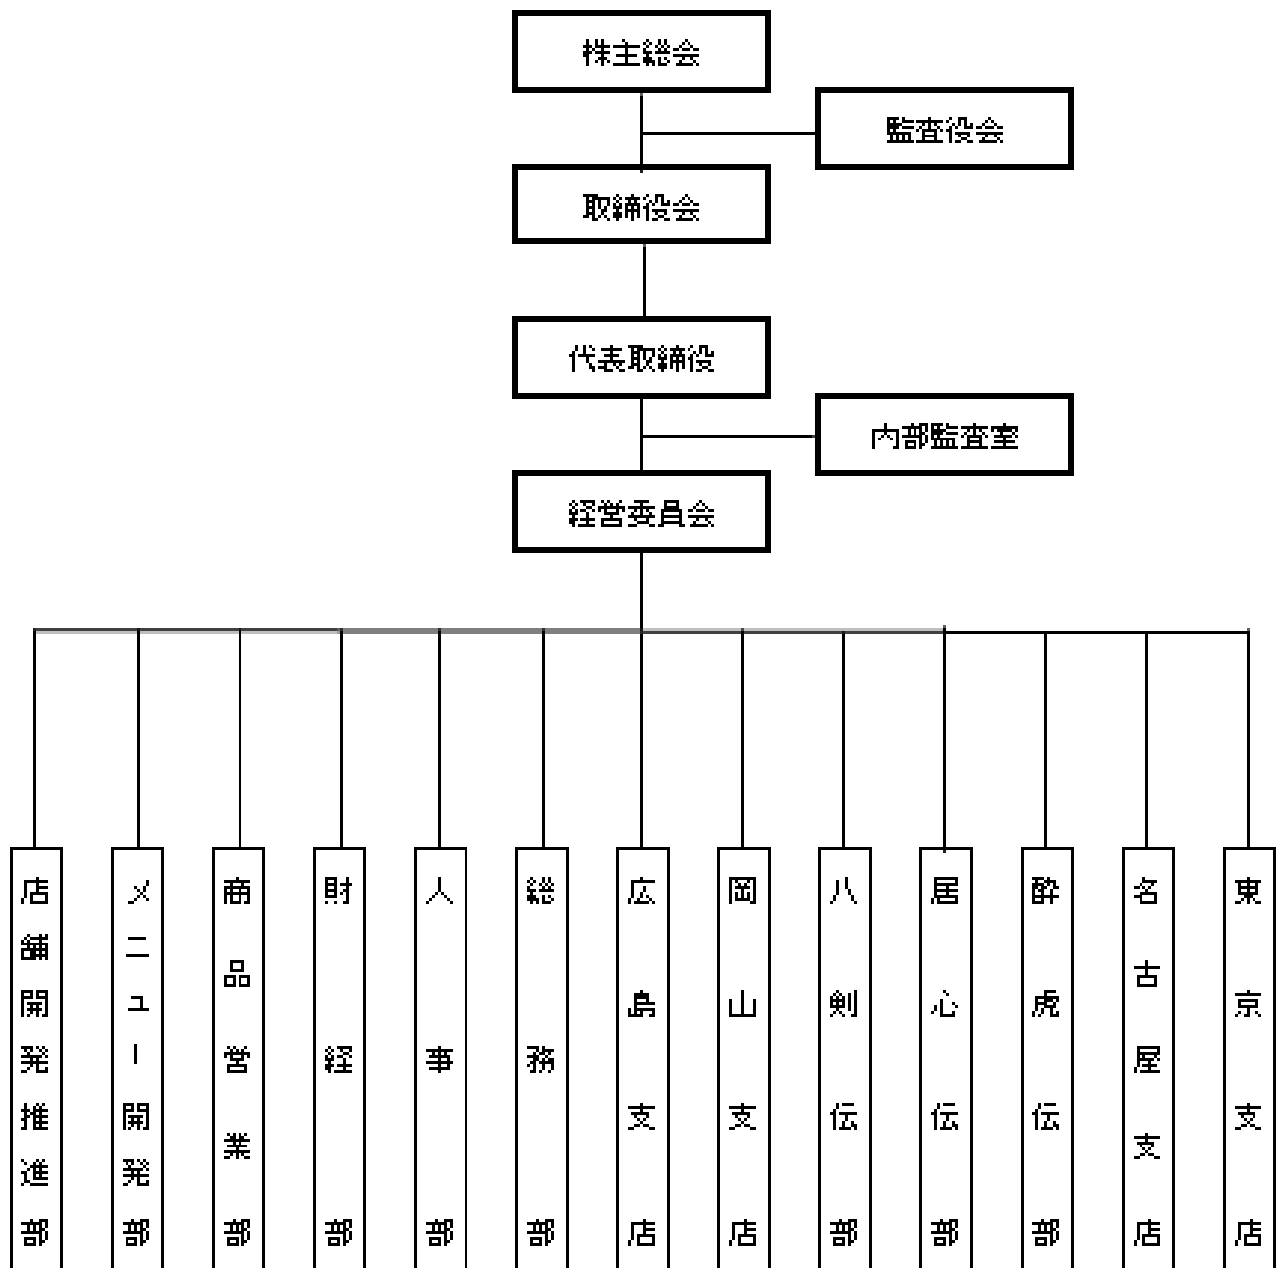 株主総会
監査役会
取締役会
代表取締役
内部監査室
経営委員会
店舗開発推進部
メニュー開発部
商品営業部
財経部
人事部
総務部
広島支店
岡山支店
八剣伝部
居心伝部
酔虎伝部
名古屋支店
東京支店